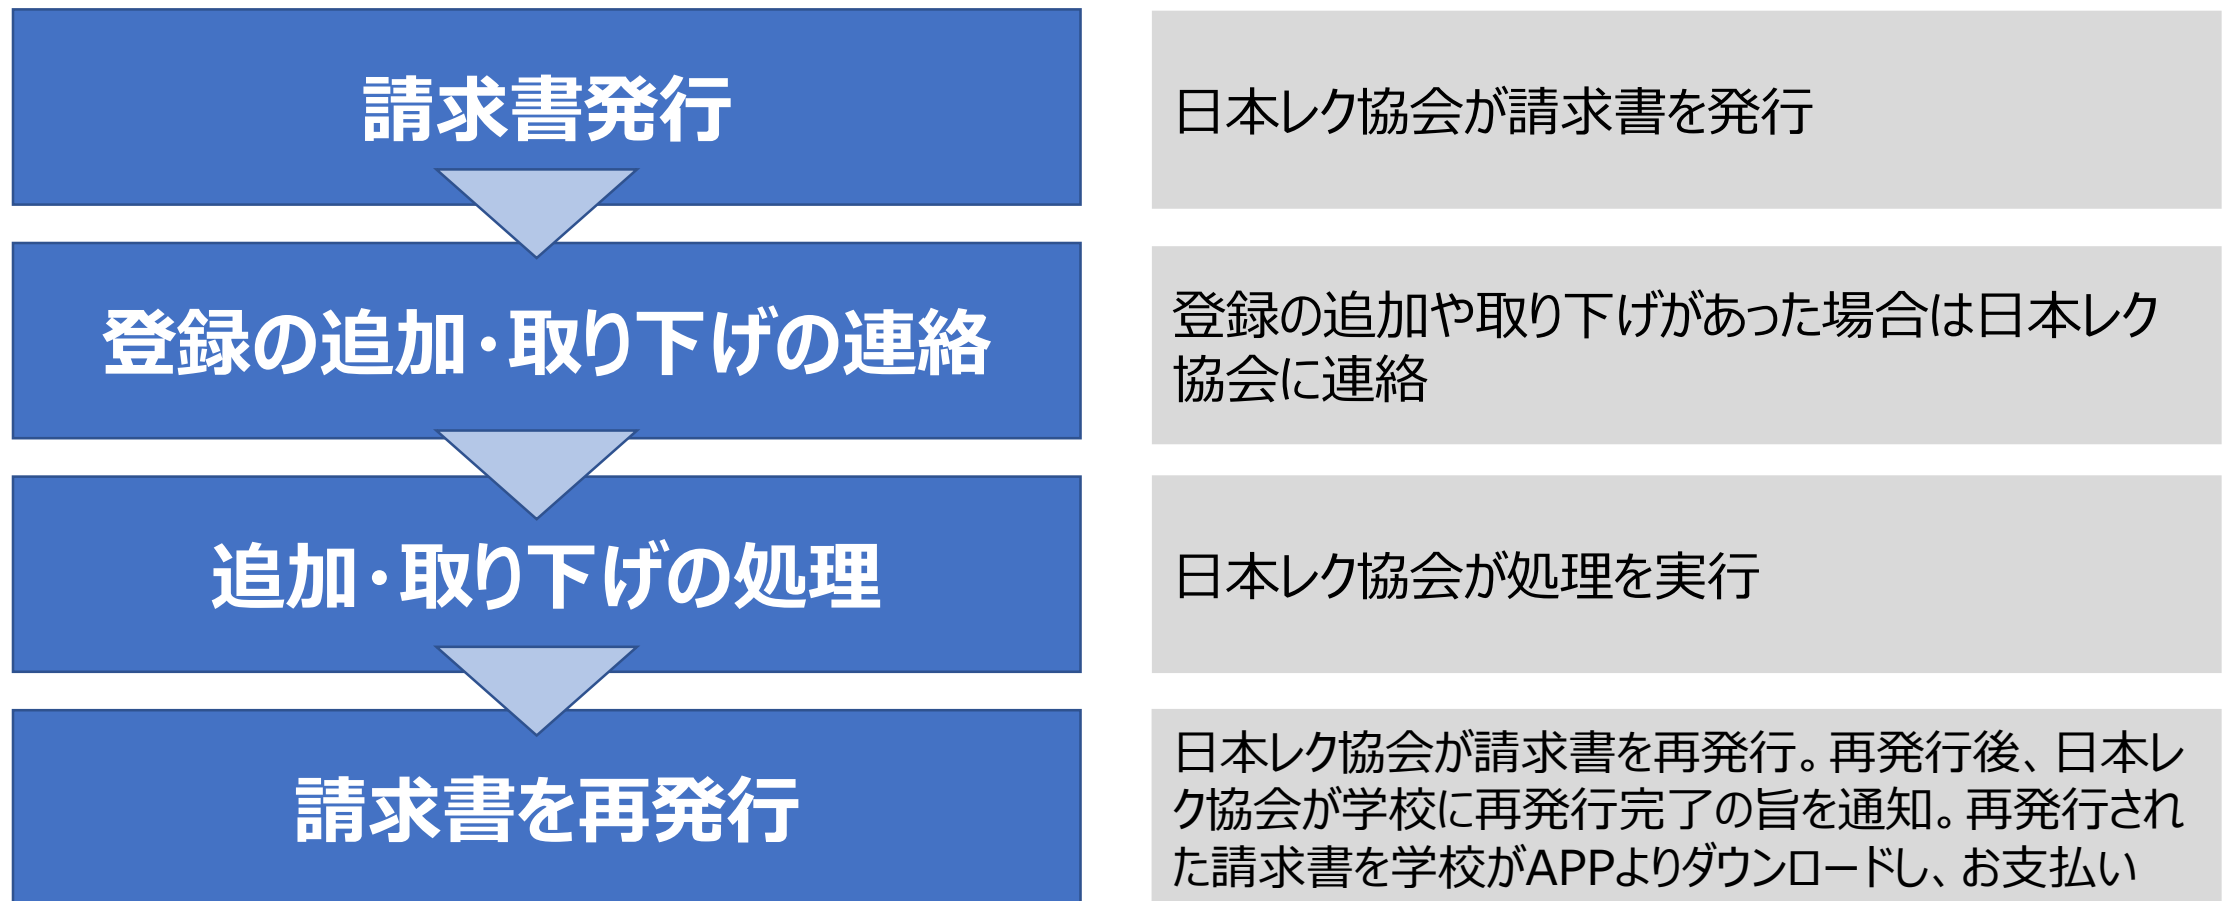 請求書発行
日本レク協会が請求書を発行
登録の追加・取り下げの連絡
登録の追加や取り下げがあった場合は日本レク
協会に連絡
追加・取り下げの処理
日本レク協会が処理を実行
請求書を再発行
日本レク協会が請求書を再発行。再発行後、日本レ
ク協会が学校に再発行完了の旨を通知。再発行され
た請求書を学校がAPPよりダウンロードし、お支払い